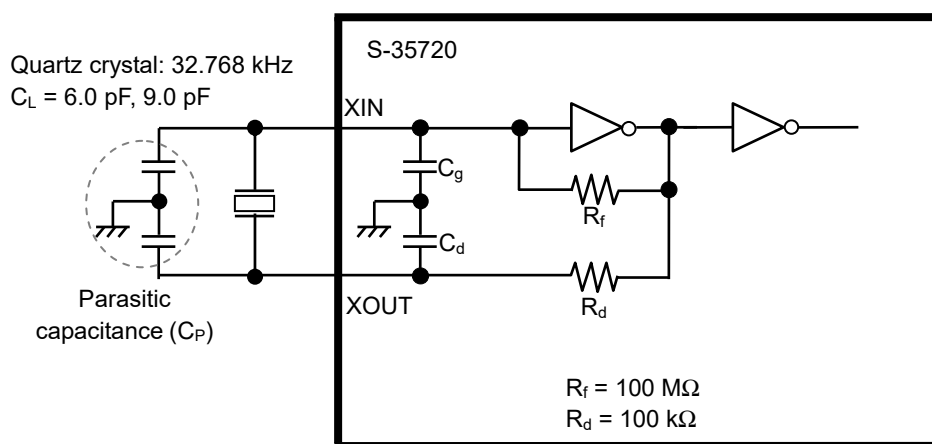 S-35720
Quartz crystal: 32.768 kHz
CL = 6.0 pF, 9.0 pF
XIN
Cg
Rf
Cd
XOUT
Rd
Parasitic
capacitance (CP)
Rf = 100 MΩ
Rd = 100 kΩ